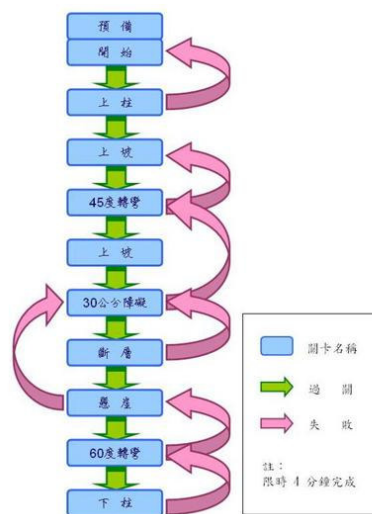 預備
開始
上柱
上坡
45度轉彎
上坡
30公分障礙
斷層
懸崖
60度轉彎
下柱
關卡名稱
過關
失敗
註：
限時 4 分鐘完成